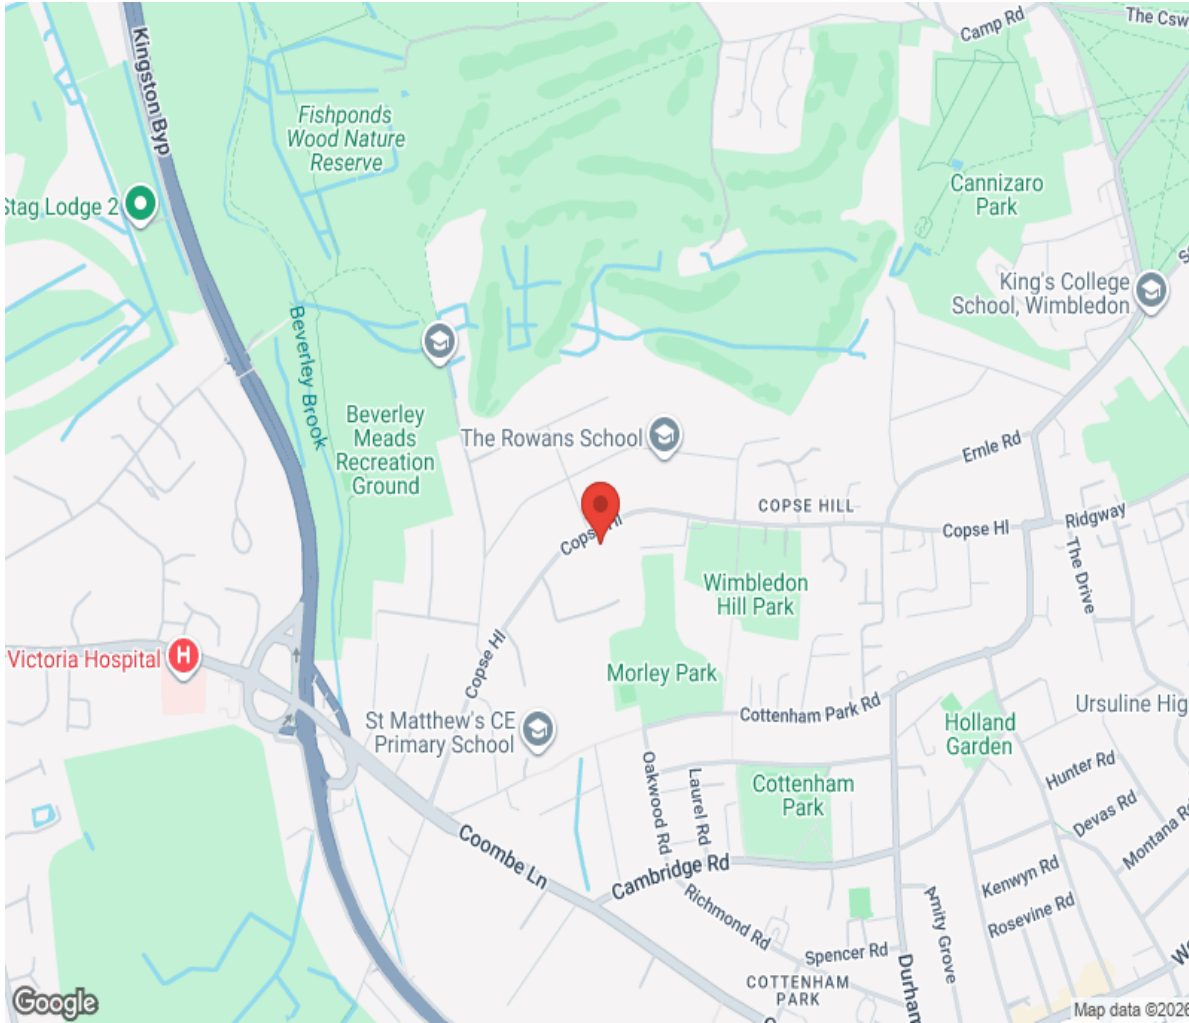 Kingston Byp
Camp Rd
The Csw
Fishponds
Wood Nature
Reserve
Stag Lodge 2
Cannizaro
Park
King's College
School, Wimbledon
Beverley Brook
Beverley
Meads
Recreation
Ground
The Rowans School
Ernle Rd
COPSE HILL
Copse Hl
Copse Hl
Ridgway
The Drive
Wimbledon
Hill Park
Victoria Hospital
H
Copse Hl
Morley Park
St Matthew's CE
Primary School
Cottenham Park Rd
Ursuline Hig
Holland
Garden
Oakwood Rd
Laurel Rd
Cottenham
Park
Hunter Rd
Devas Rd
Montana Rd
Coombe Ln
Cambridge Rd
Kenwyn Rd
Rosevine Rd
Richmond Rd
Amity Grove
Spencer Rd
Durham
COTTENHAM
PARK
Google
Map data ©2026